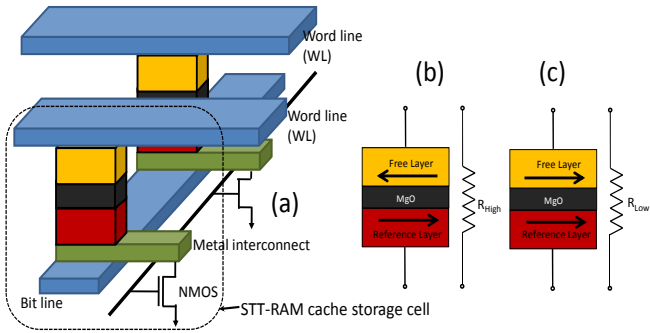 Word line
(WL)
Word line
(WL)
(a)
Metal interconnect
Bit line
NMOS
STT-RAM cache storage cell
(b)
Free Layer
MgO
Reference Layer
RHigh
(c)
Free Layer
MgO
Reference Layer
RLow